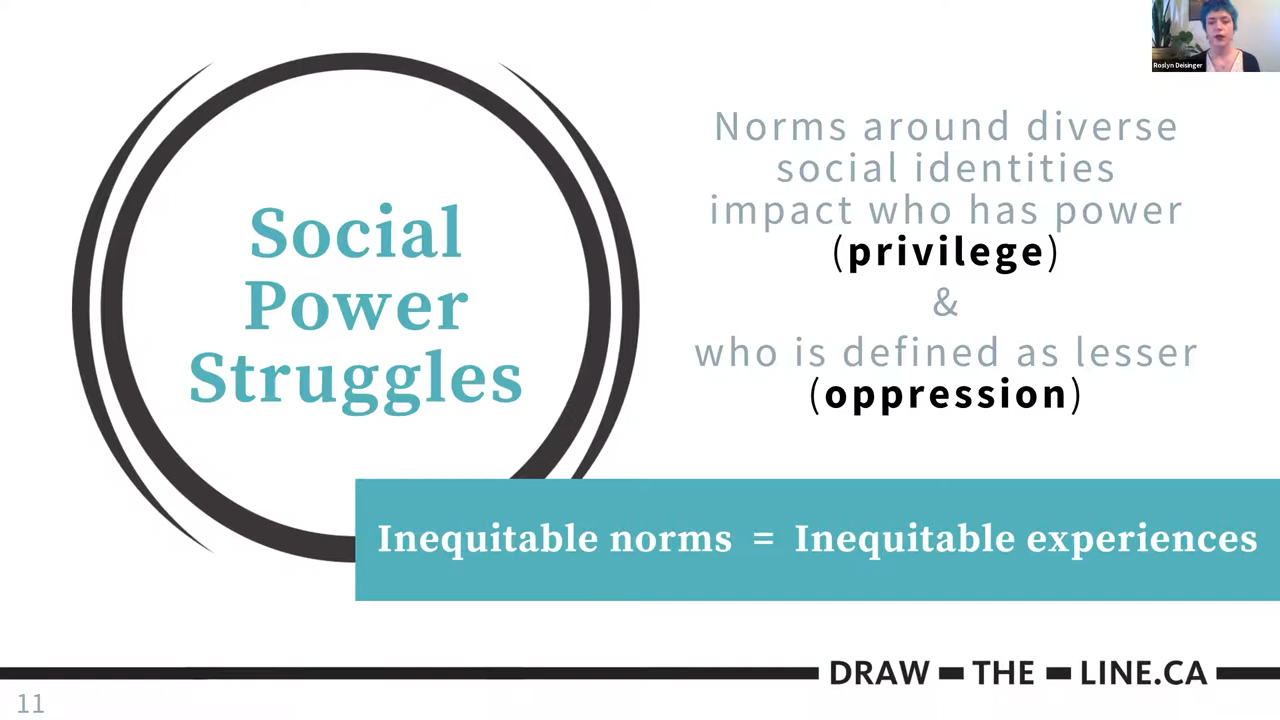 Roslyn Deisinger
Social
Power
Struggles
Norms around diverse
social identities
impact who has power
(privilege)
&
who is defined as lesser
(oppression)
Inequitable norms = Inequitable experiences
DRAW - THE - LINE.CA
11